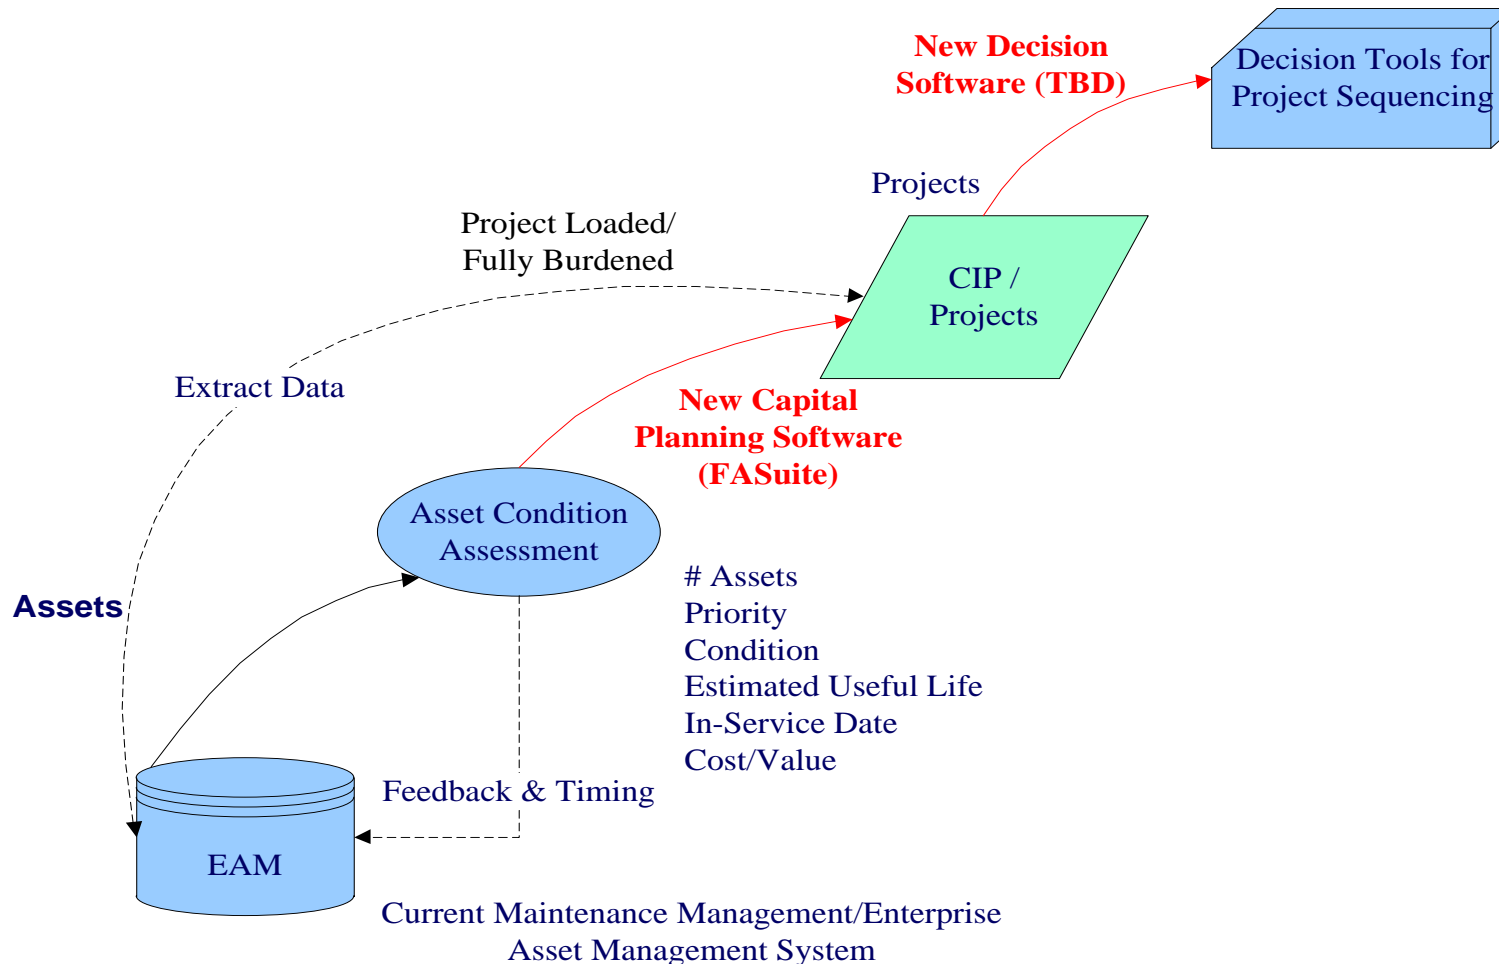 New Decision
Software (TBD)
Decision Tools for
Project Sequencing
Projects
Project Loaded/
Fully Burdened
CIP /
Projects
Extract Data
New Capital
Planning Software
(FASuite)
Asset Condition
Assessment
# Assets
Priority
Condition
Estimated Useful Life
In-Service Date
Cost/Value
Assets
Feedback & Timing
EAM
Current Maintenance Management/Enterprise
Asset Management System